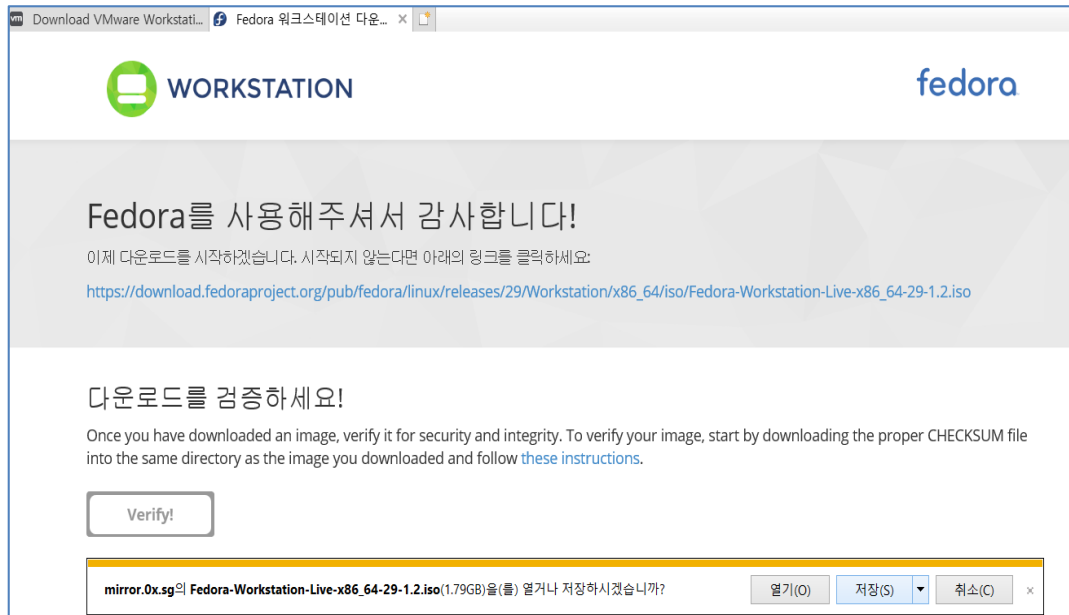 vm Download VMware Workstati... Fedora 워크스테이션 다운... ×
WORKSTATION
fedora
Fedora를 사용해주셔서 감사합니다!
이제 다운로드를 시작하겠습니다. 시작되지 않는다면 아래의 링크를 클릭하세요:
https://download.fedoraproject.org/pub/fedora/linux/releases/29/Workstation/x86_64/iso/Fedora-Workstation-Live-x86_64-29-1.2.iso
다운로드를 검증하세요!
Once you have downloaded an image, verify it for security and integrity. To verify your image, start by downloading the proper CHECKSUM file
into the same directory as the image you downloaded and follow these instructions.
Verify!
mirror.0x.sg의 Fedora-Workstation-Live-x86_64-29-1.2.iso(1.79GB)을(를) 열거나 저장하시겠습니까? 열기(O) 저장(S) ▼ 취소(C) ×